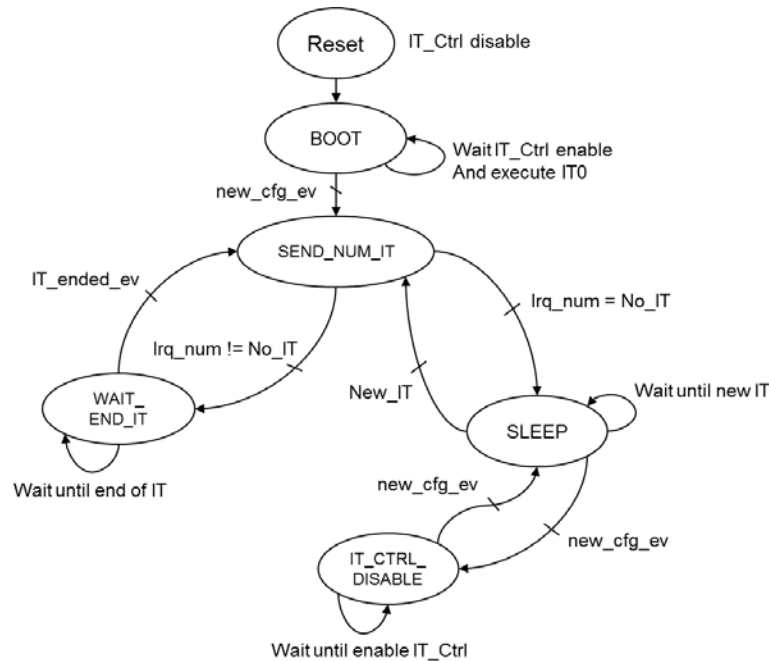 Reset
IT_Ctrl disable
BOOT
Wait IT_Ctrl enable
And execute IT0
new_cfg_ev
SEND_NUM_IT
IT_ended_ev
Irq_num = No_IT
Irq_num != No_IT
New_IT
WAIT_
END_IT
Wait until new IT
SLEEP
Wait until end of IT
new_cfg_ev
new_cfg_ev
IT_CTRL_
DISABLE
Wait until enable IT_Ctrl